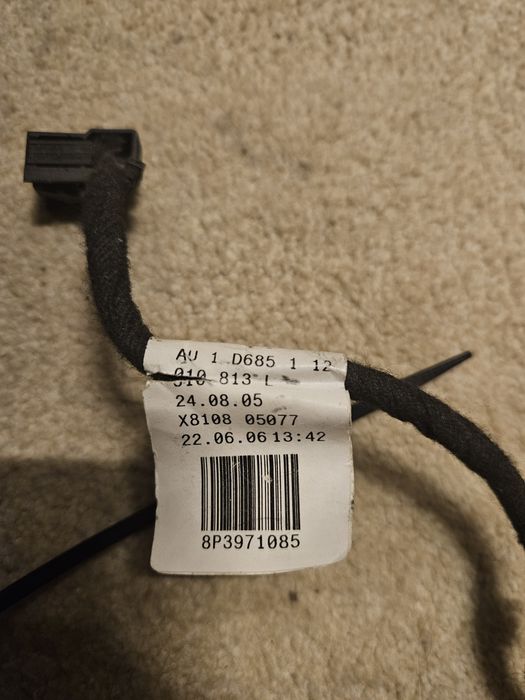 AU 1 D685 1 12
010 813 L
24.08.05
X8108 05077
22.06.06 13:42
8P3971085